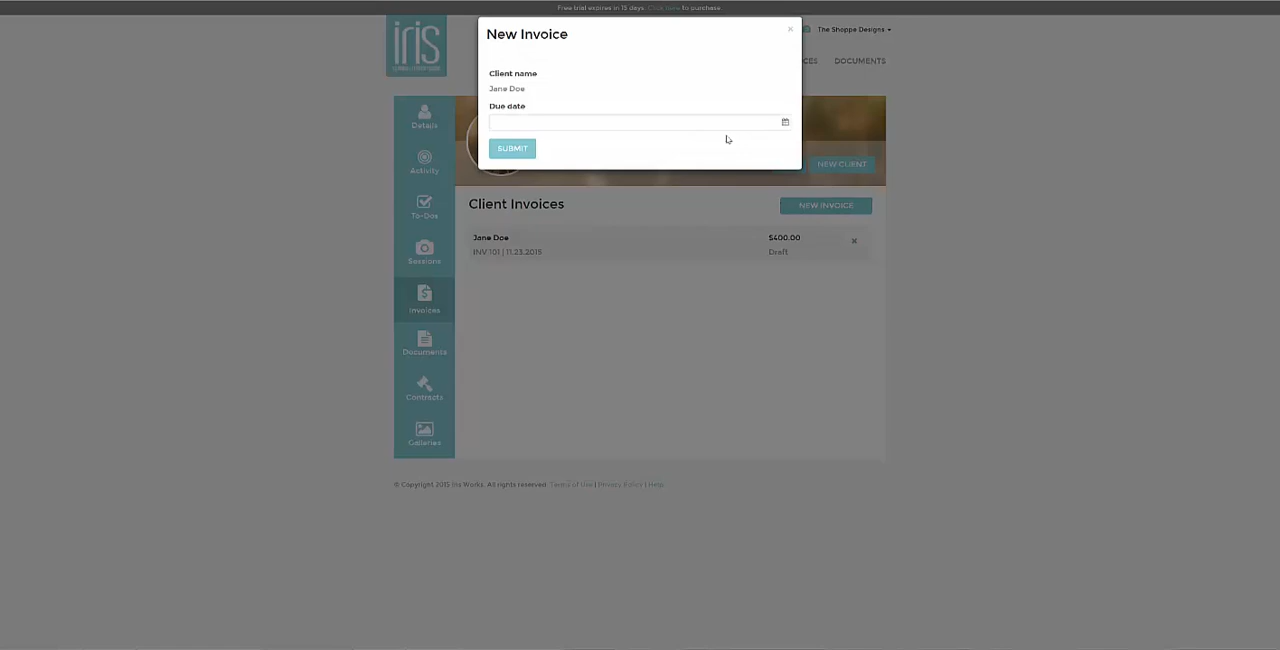 Free trial expires in 15 days. Click here to purchase.
iris
The Shoppe Designs
DOCUMENTS
New Invoice
×
Client name
Jane Doe
Due date
SUBMIT
NEW CLIENT
Details
Activity
To-Dos
Sessions
Invoices
Documents
Contracts
Galleries
Client Invoices
NEW INVOICE
Jane Doe
$400.00
INV 101 | 11.23.2015
Draft
© Copyright 2015 Iris Works. All rights reserved. Terms of Use | Privacy Policy | Help